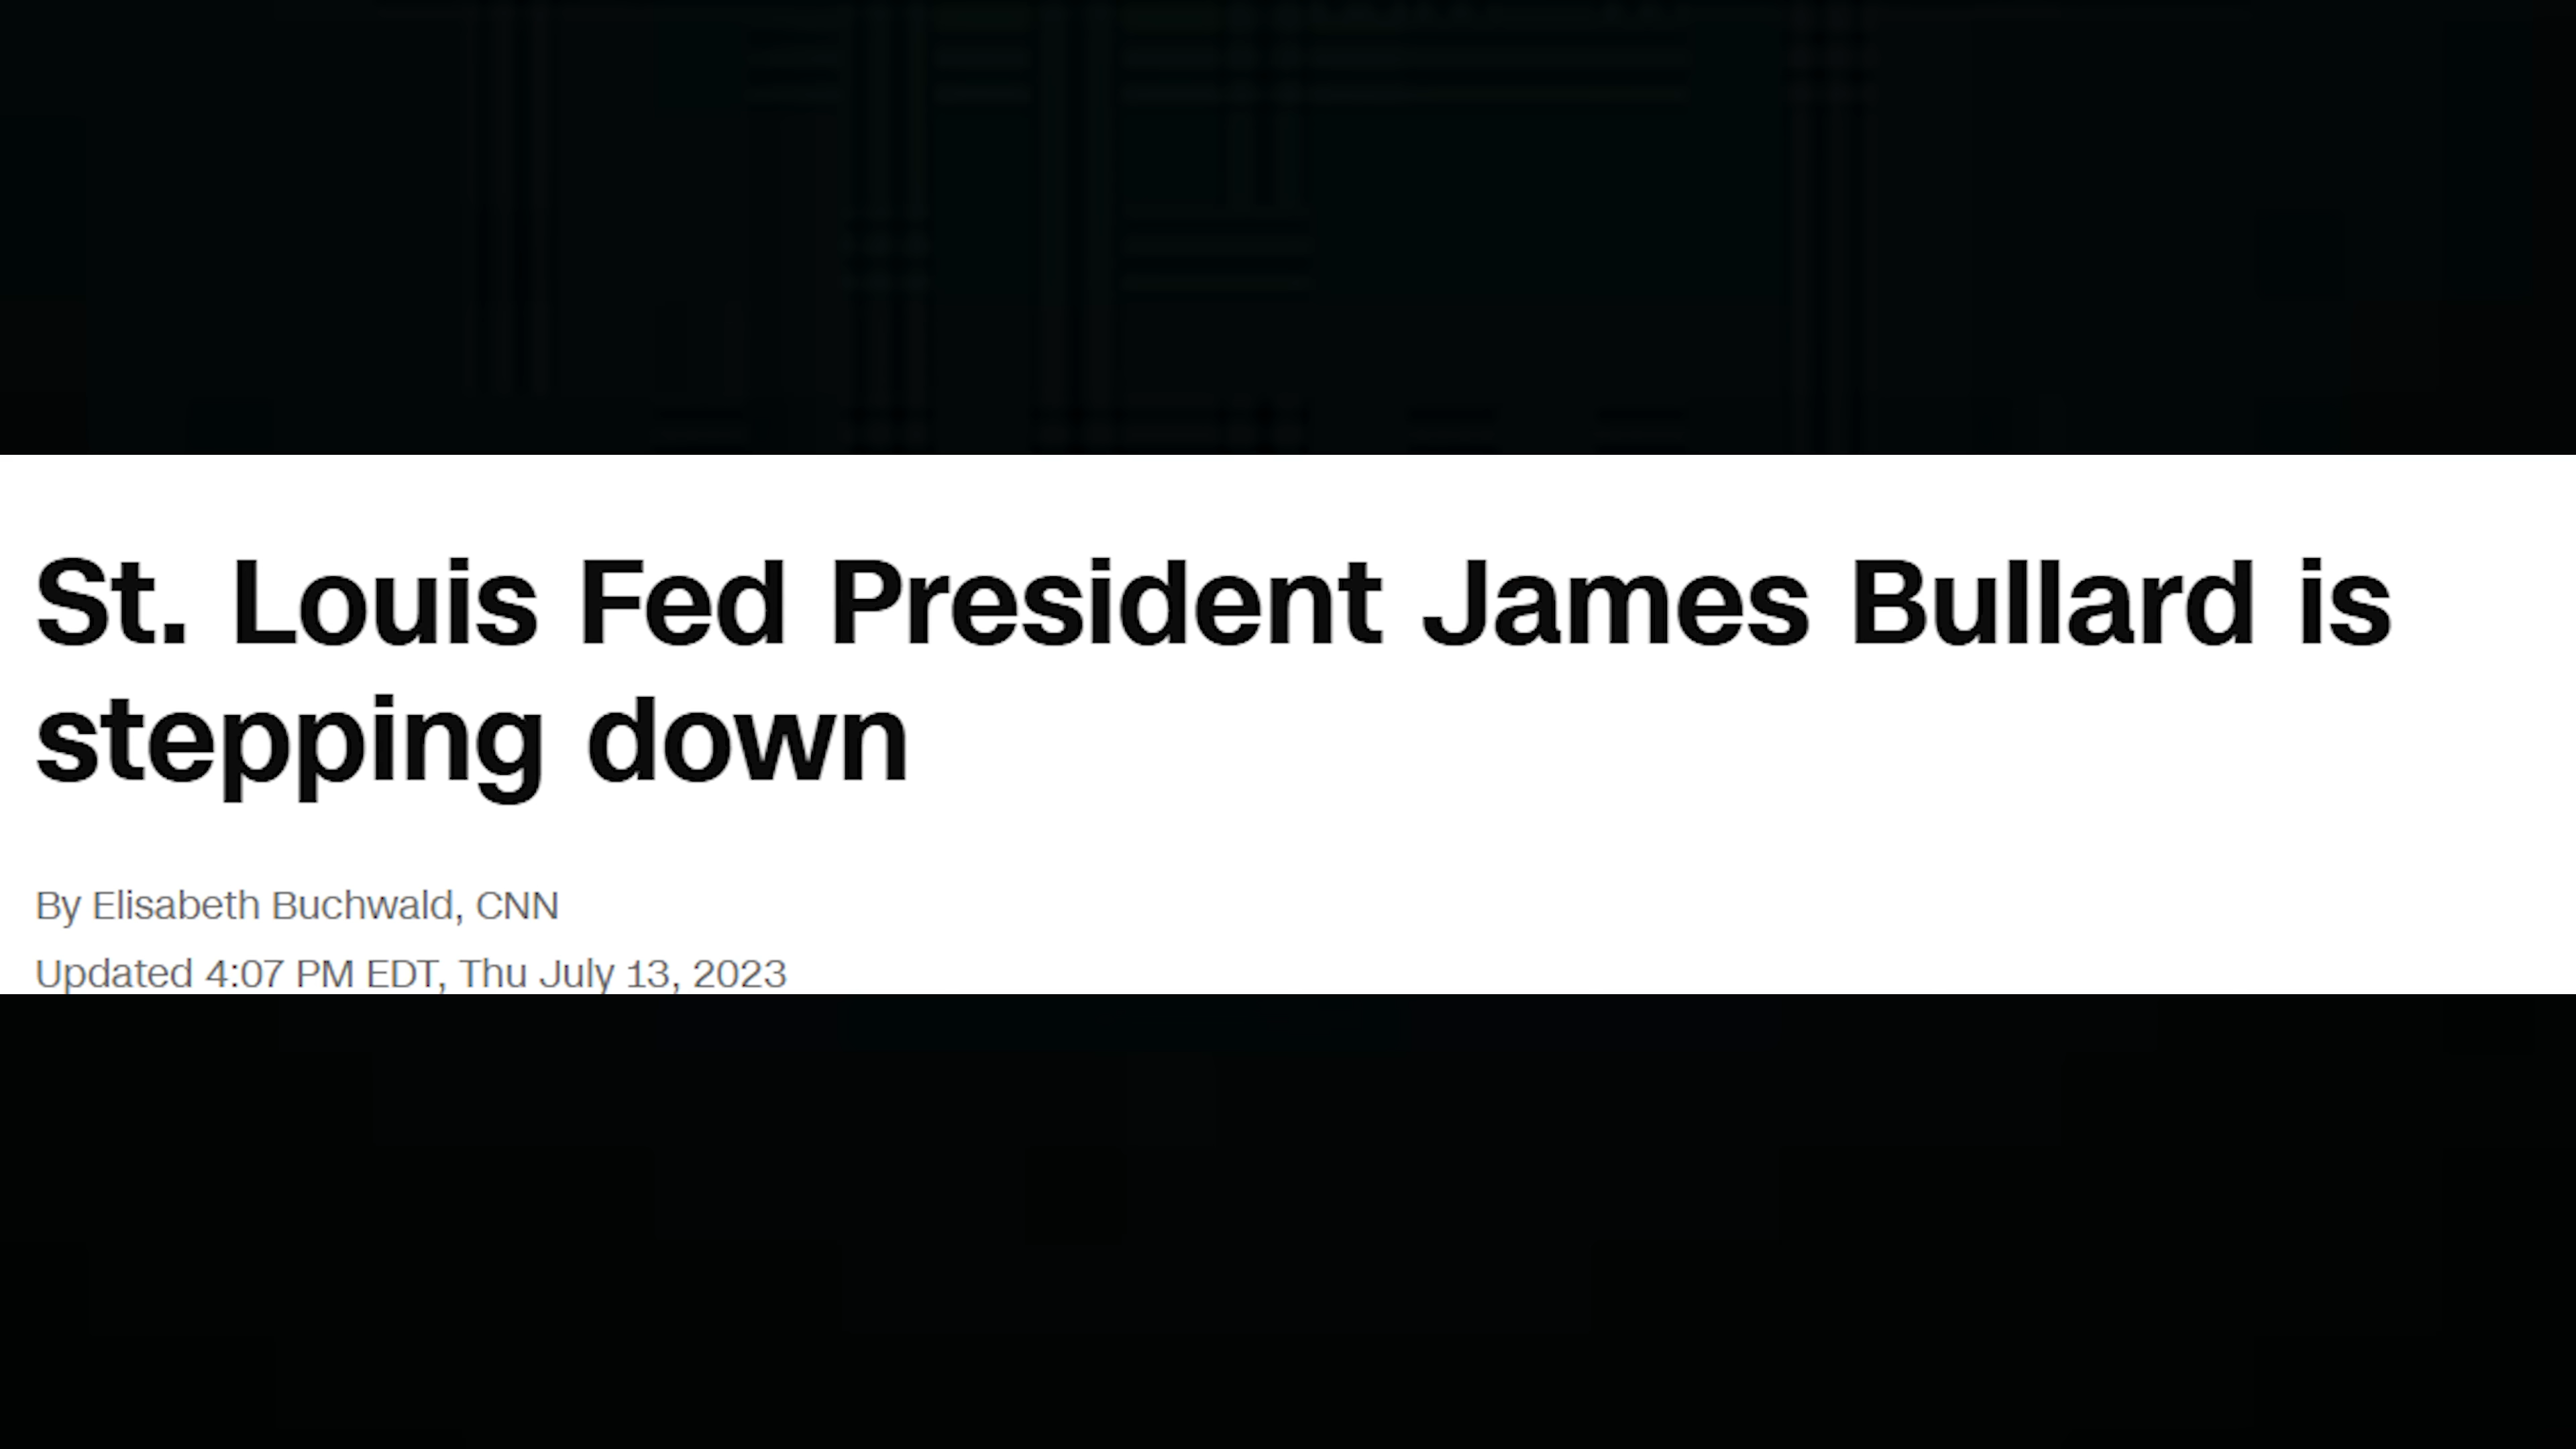 St. Louis Fed President James Bullard is
stepping down
By Elisabeth Buchwald, CNN
Updated 4:07 PM EDT, Thu July 13, 2023